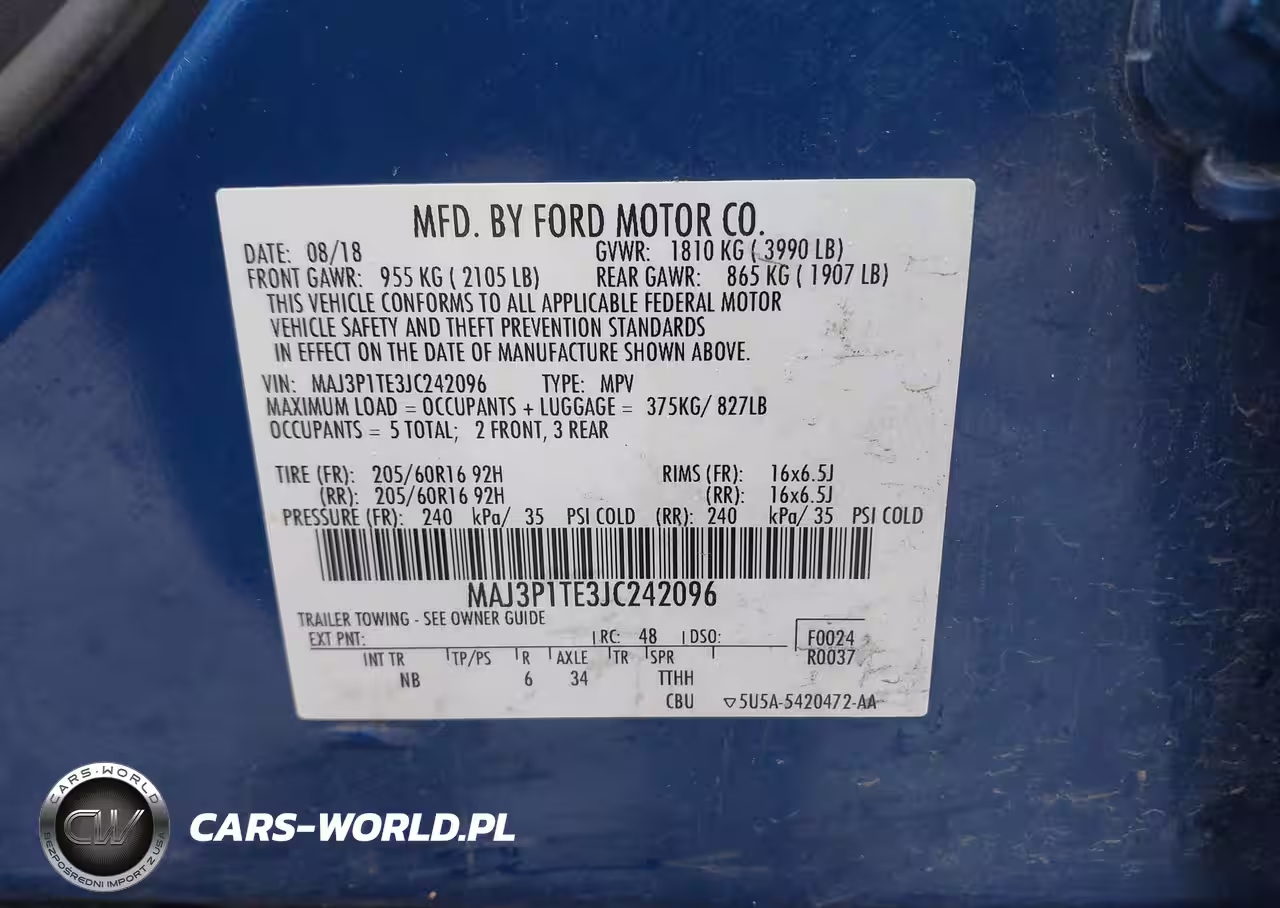 MFD. BY FORD MOTOR CO.
DATE: 08/18 GVWR: 1810 KG ( 3990 LB)
FRONT GAWR: 955 KG ( 2105 LB) REAR GAWR: 865 KG ( 1907 LB)
THIS VEHICLE CONFORMS TO ALL APPLICABLE FEDERAL MOTOR
VEHICLE SAFETY AND THEFT PREVENTION STANDARDS
IN EFFECT ON THE DATE OF MANUFACTURE SHOWN ABOVE.
VIN: MAJ3P1TE3JC242096 TYPE: MPV
MAXIMUM LOAD = OCCUPANTS + LUGGAGE = 375KG/ 827LB
OCCUPANTS = 5 TOTAL; 2 FRONT, 3 REAR
TIRE (FR): 205/60R16 92H RIMS (FR): 16x6.5J
(RR): 205/60R16 92H (RR): 16x6.5J
PRESSURE (FR): 240 kPa/ 35 PSI COLD (RR): 240 kPa/ 35 PSI COLD
MAJ3P1TE3JC242096
TRAILER TOWING - SEE OWNER GUIDE
EXT PNT: RC: 48 DSO: F0024
INT TR TP/PS R AXLE TR SPR R0037
NB 6 34 TTHH
CBU ▽5U5A-5420472-AA
CARS-WORLD
CW
BEZPOŚREDNI IMPORT Z USA
CARS-WORLD.PL